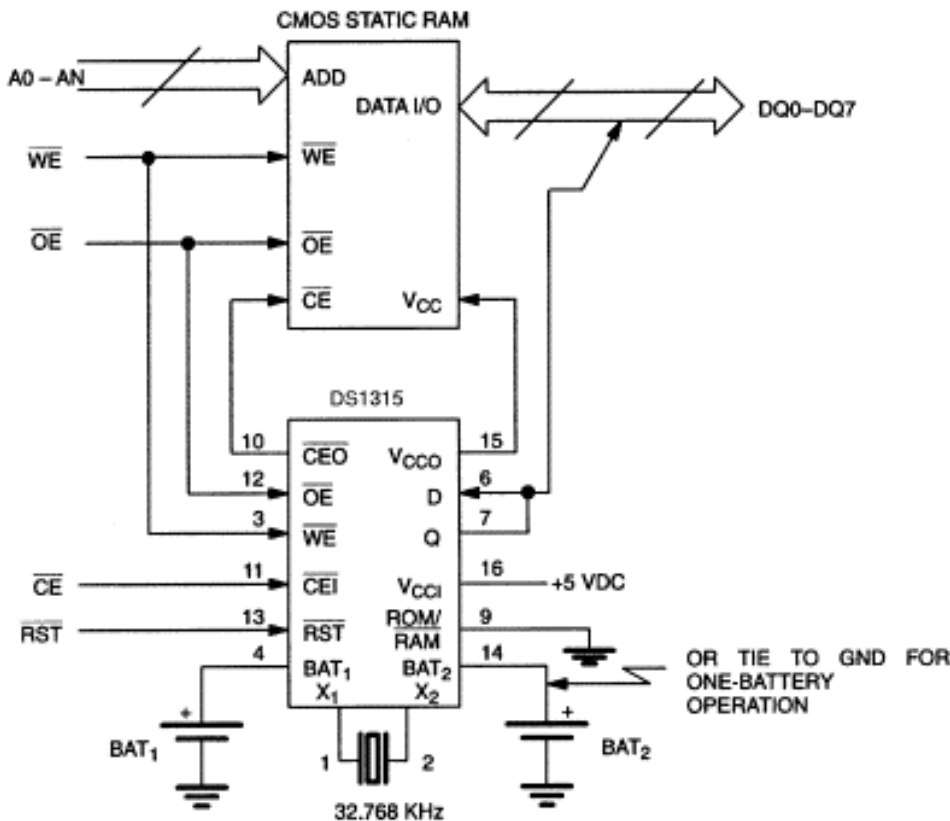 CMOS STATIC RAM
A0 – AN
ADD
DATA I/O
DQ0–DQ7
WE
WE
OE
OE
CE
VCC
DS1315
10
CEO
VCCO
15
12
OE
D
6
3
WE
Q
7
CE
11
CEI
VCCI
16
+5 VDC
RST
13
RST
ROM/
RAM
9
4
BAT1
BAT2
14
X1
X2
OR TIE TO GND FOR
ONE-BATTERY
OPERATION
+
BAT1
+
BAT2
1
2
32.768 KHz